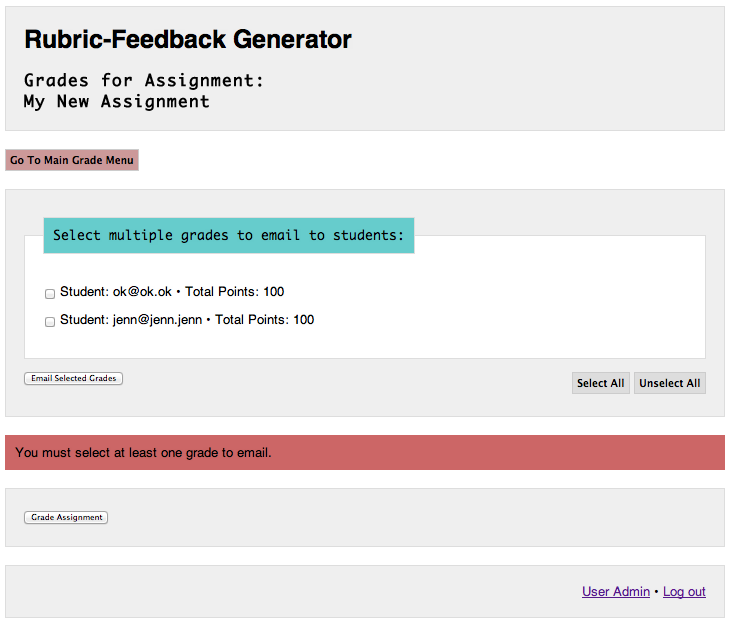 Rubric-Feedback Generator
Grades for Assignment:
My New Assignment
Go To Main Grade Menu
Select multiple grades to email to students:
Student: ok@ok.ok • Total Points: 100
Student: jenn@jenn.jenn • Total Points: 100
Email Selected Grades Select All Unselect All
You must select at least one grade to email.
Grade Assignment
User Admin • Log out